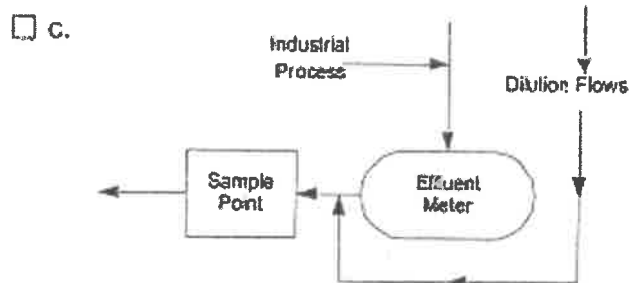 C.
Industrial
Process
Dilution Flows
Sample
Point
Effluent
Meter